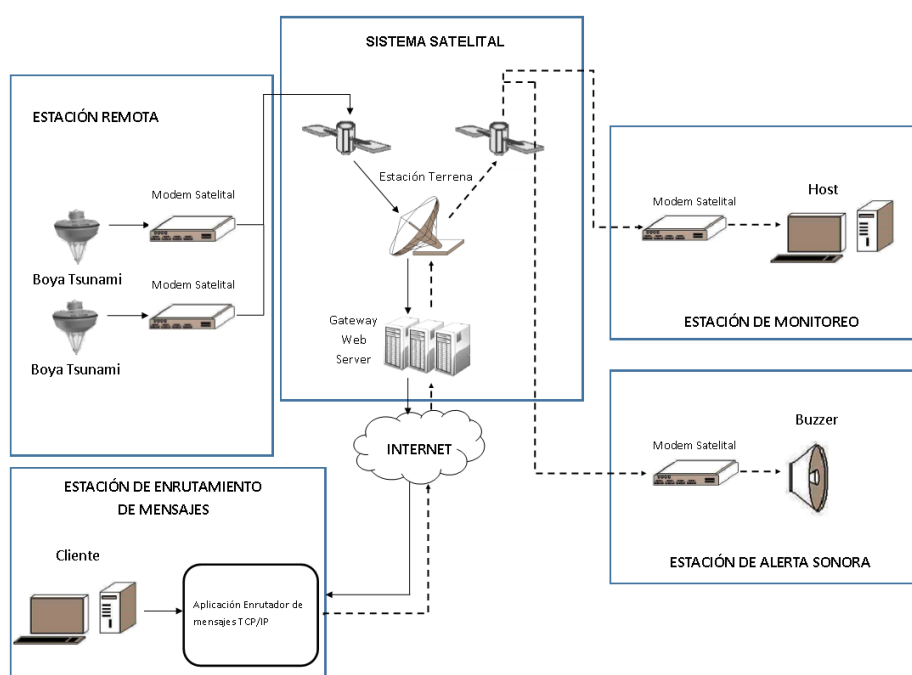 SISTEMA SATELITAL
ESTACIÓN REMOTA
Modem Satelital
Boya Tsunami
Modem Satelital
Boya Tsunami
Estación Terrena
Gateway
Web
Server
INTERNET
Modem Satelital
Host
ESTACIÓN DE MONITOREO
Modem Satelital
Buzzer
ESTACIÓN DE ALERTA SONORA
ESTACIÓN DE ENRUTAMIENTO
DE MENSAJES
Cliente
Aplicación Enrutador de
mensajes TCP/IP